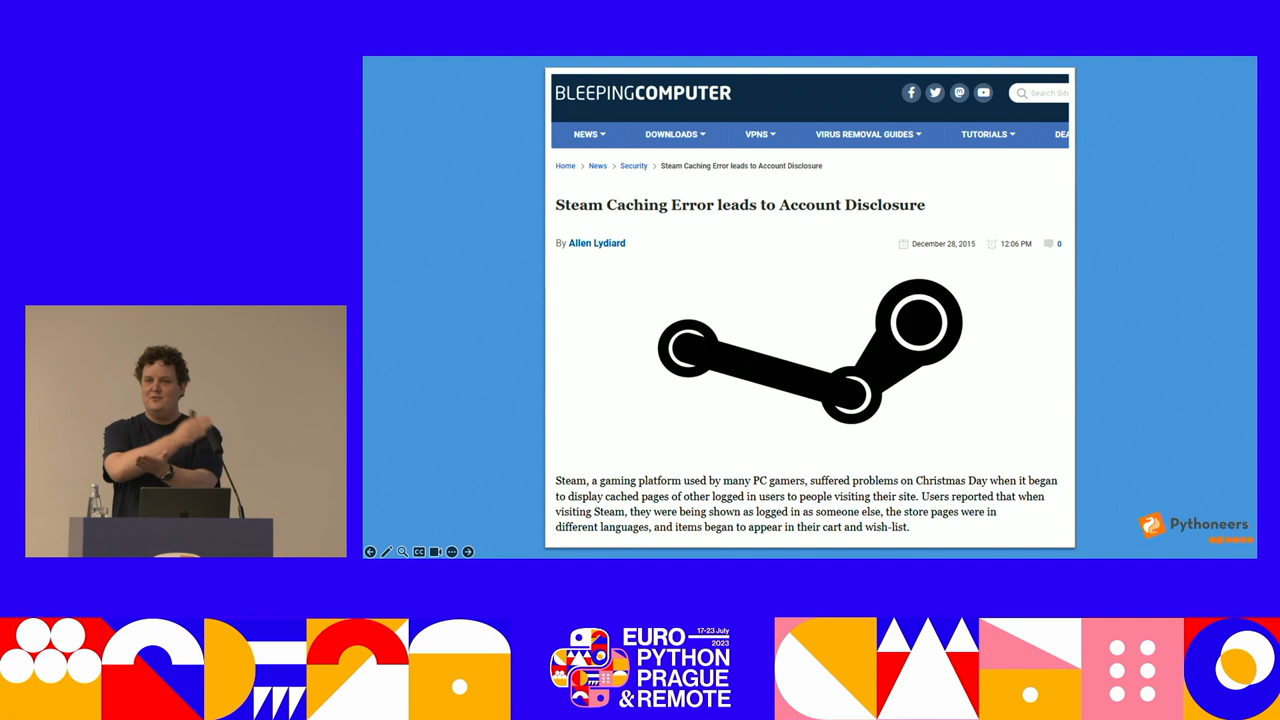 BLEEPINGCOMPUTER
Search Site
NEWS
DOWNLOADS
VPNS
VIRUS REMOVAL GUIDES
TUTORIALS
DEA
Home > News > Security > Steam Caching Error leads to Account Disclosure
Steam Caching Error leads to Account Disclosure
By Allen Lydiard
December 28, 2015
12:06 PM
0
Steam, a gaming platform used by many PC gamers, suffered problems on Christmas Day when it began
to display cached pages of other logged in users to people visiting their site. Users reported that when
visiting Steam, they were being shown as logged in as someone else, the store pages were in
different languages, and items began to appear in their cart and wish-list.
Pythoneers
CC
EURO
17-23 July
2023
PYTHON
PRAGUE
& REMOTE